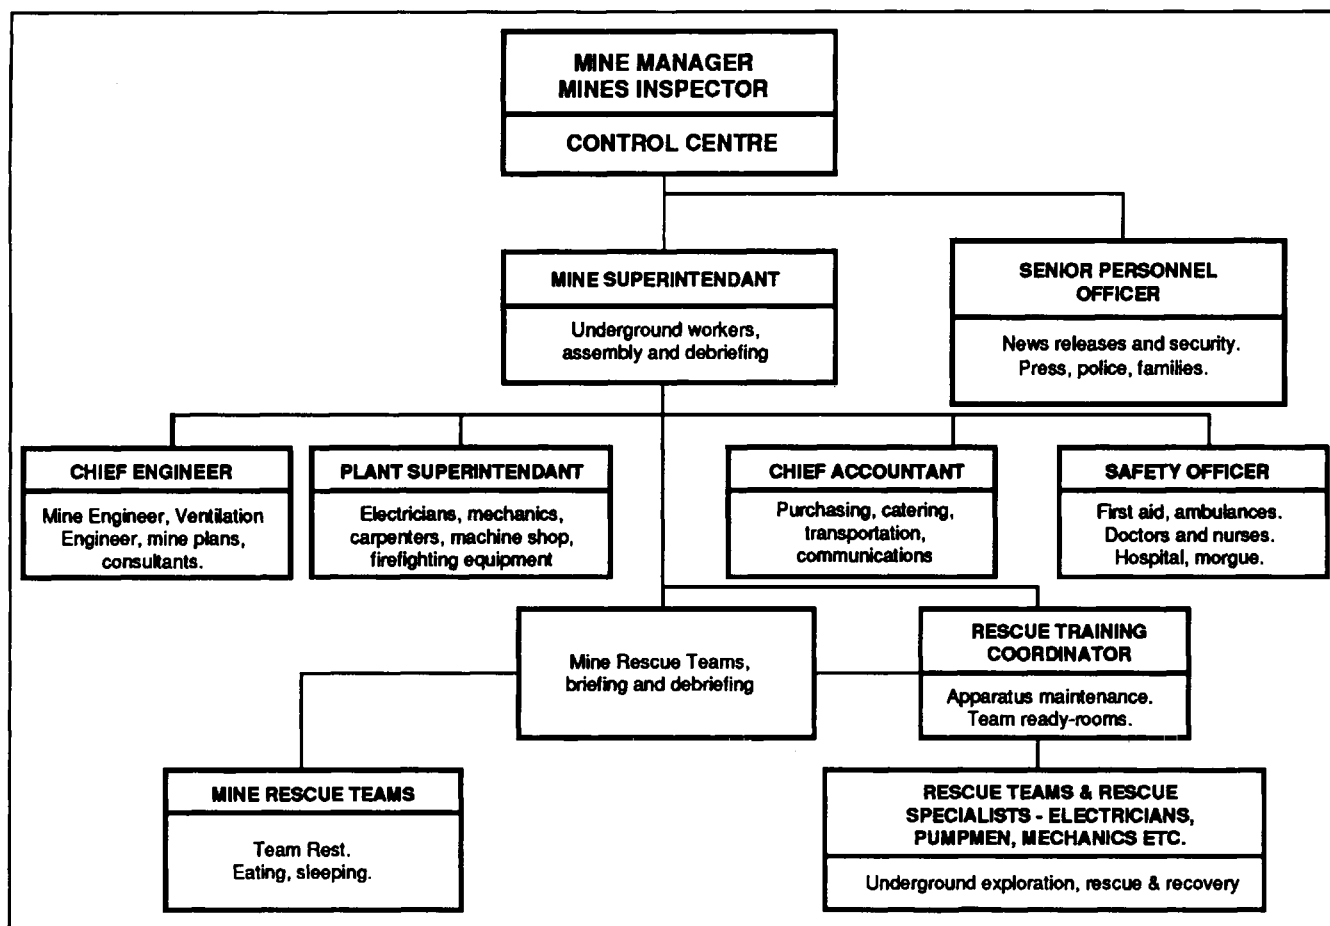 MINE MANAGER
MINES INSPECTOR
CONTROL CENTRE
MINE SUPERINTENDANT
Underground workers,
assembly and debriefing
SENIOR PERSONNEL
OFFICER
News releases and security.
Press, police, families.
CHIEF ENGINEER
Mine Engineer, Ventilation
Engineer, mine plans,
consultants.
PLANT SUPERINTENDANT
Electricians, mechanics,
carpenters, machine shop,
firefighting equipment
CHIEF ACCOUNTANT
Purchasing, catering,
transportation,
communications
SAFETY OFFICER
First aid, ambulances.
Doctors and nurses.
Hospital, morgue.
Mine Rescue Teams,
briefing and debriefing
RESCUE TRAINING
COORDINATOR
Apparatus maintenance.
Team ready-rooms.
MINE RESCUE TEAMS
Team Rest.
Eating, sleeping.
RESCUE TEAMS & RESCUE
SPECIALISTS - ELECTRICIANS,
PUMPMEN, MECHANICS ETC.
Underground exploration, rescue & recovery